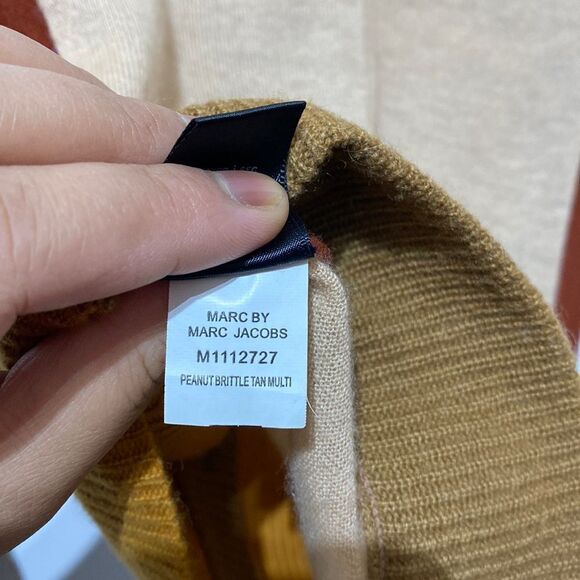 MARC BY
MARC JACOBS
M1112727
PEANUT BRITTLE TAN MULTI